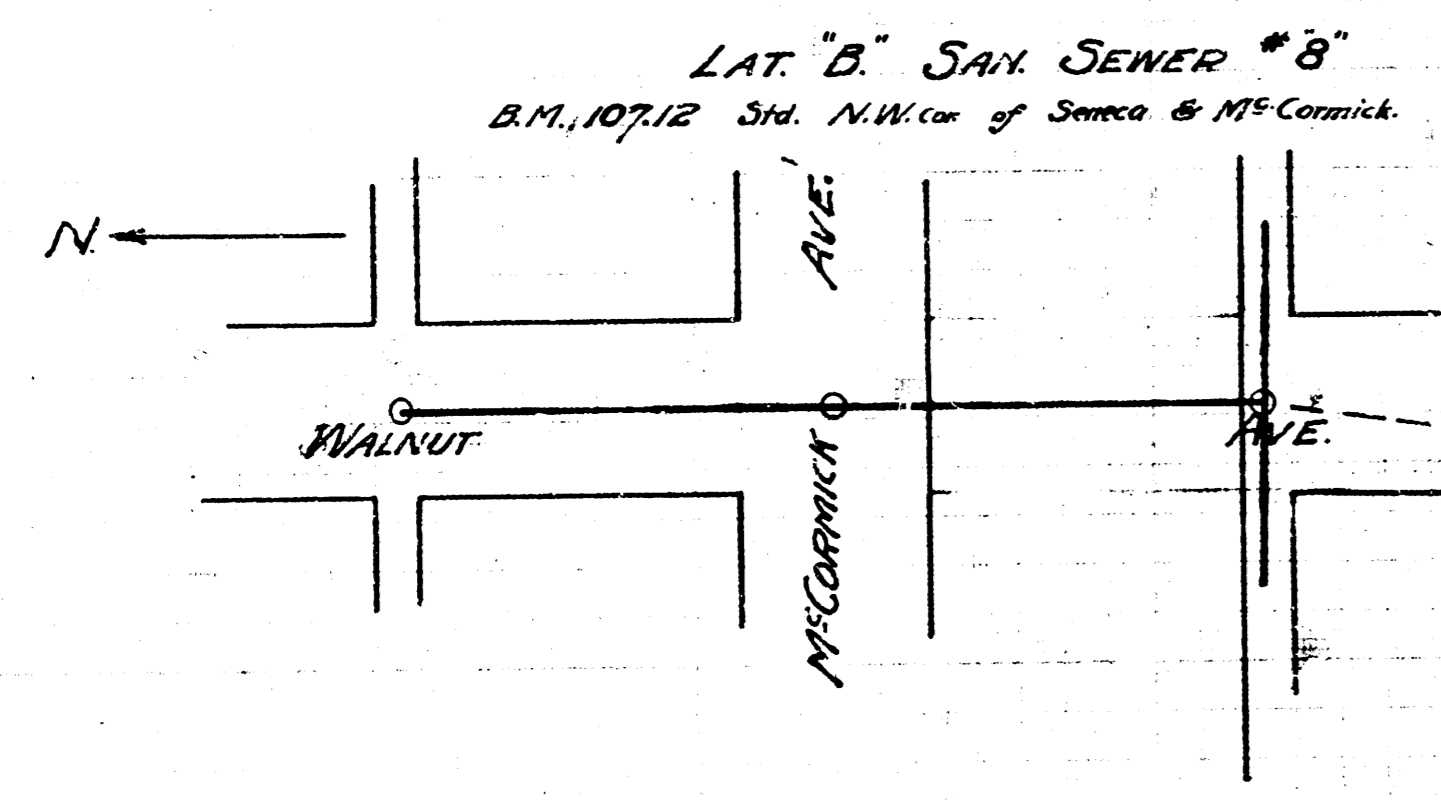 LAT. "B." SAN. SEWER # "8"
B.M., 107.12 Std. N.W. cor. of Seneca & McCormick.
N.
McCORMICK AVE.
WALNUT AVE.